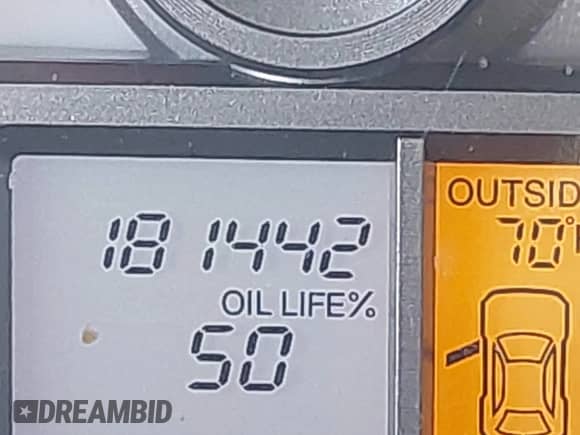 181442
OIL LIFE%
50
OUTSID
70°
DREAMBID